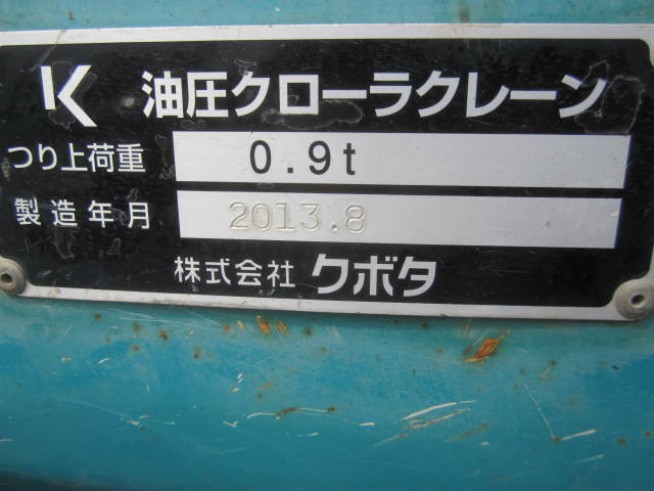 K 油圧クローラクレーン
つり上荷重 0.9t
製造年月 2013.8
株式会社 クボタ